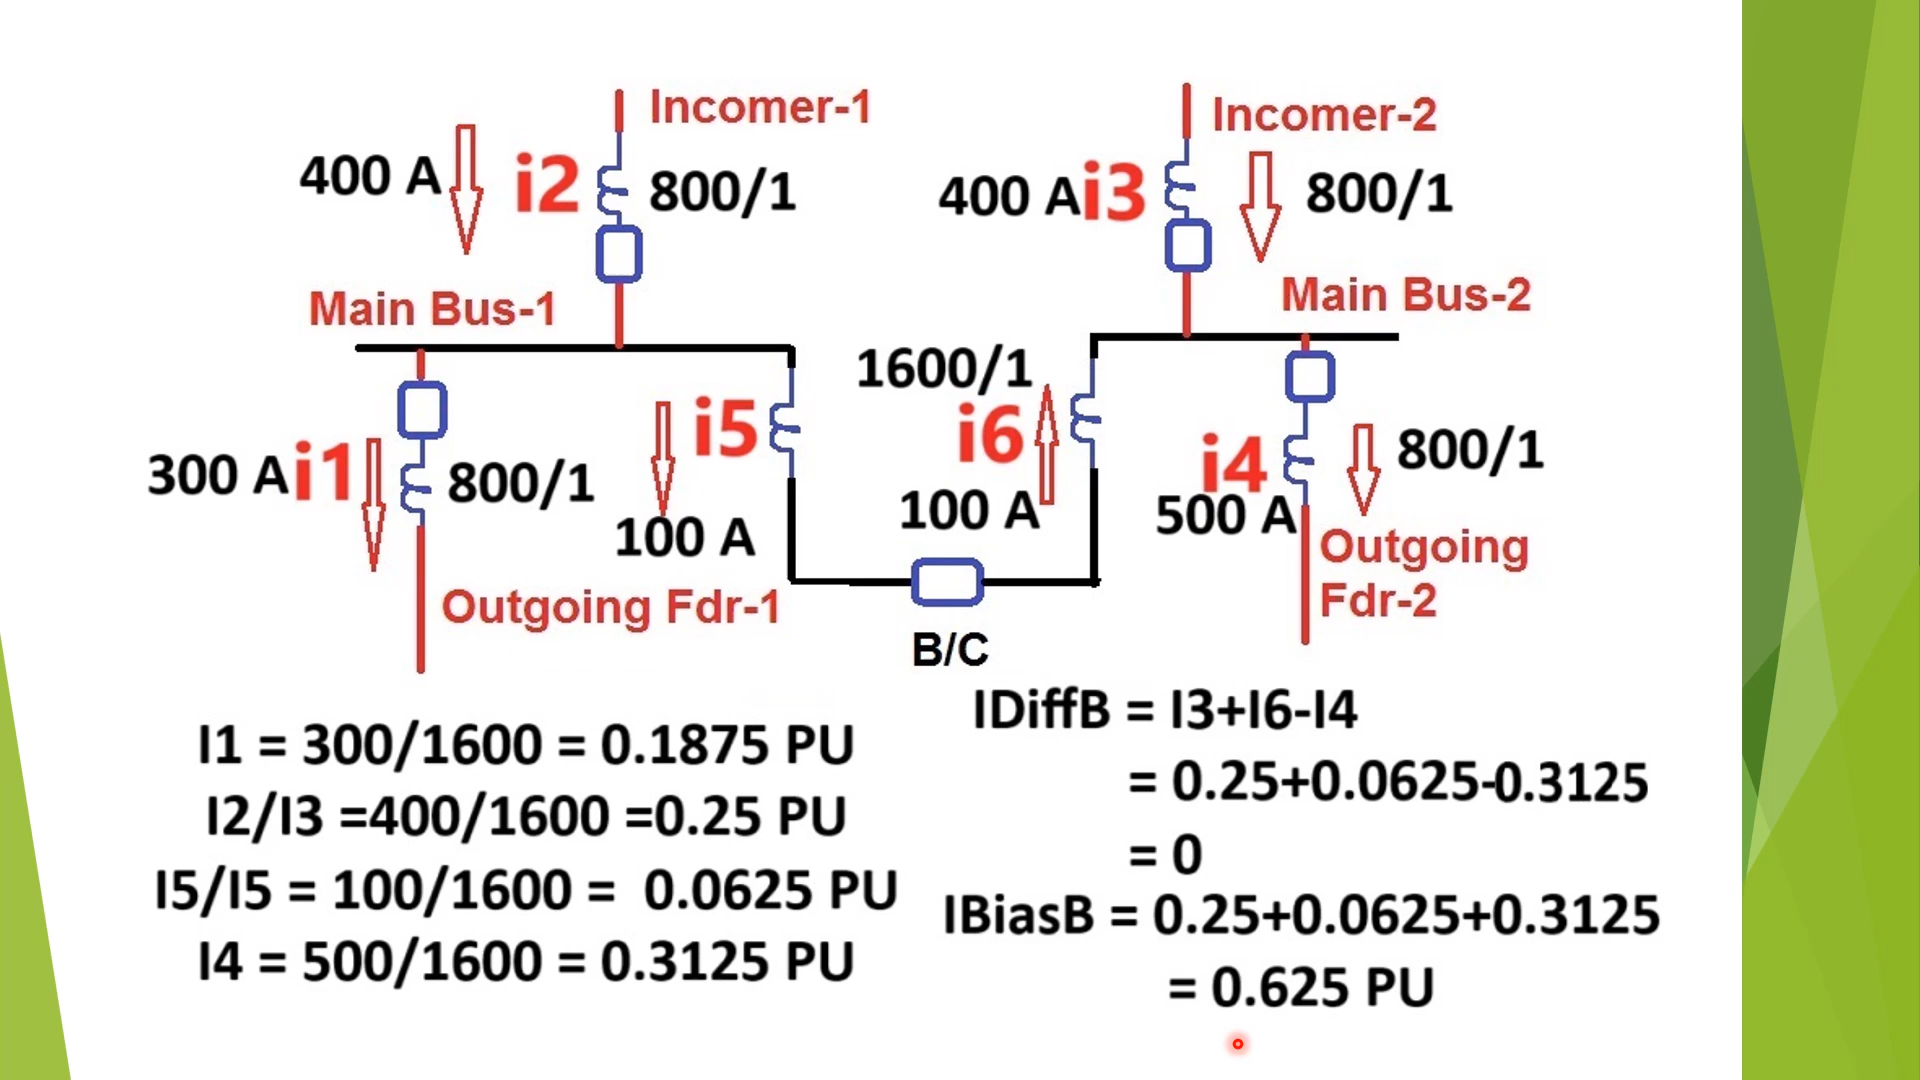 Incomer-1
400 A i2 800/1
Main Bus-1
300 A i1 800/1
i5
100 A
Outgoing Fdr-1
Incomer-2
400 A i3 800/1
Main Bus-2
1600/1
i6
100 A
i4 800/1
500 A
Outgoing
Fdr-2
B/C
I1 = 300/1600 = 0.1875 PU
I2/I3 =400/1600 =0.25 PU
I5/I5 = 100/1600 = 0.0625 PU
I4 = 500/1600 = 0.3125 PU
IDiffB = I3+I6-I4
= 0.25+0.0625-0.3125
= 0
IBiasB = 0.25+0.0625+0.3125
= 0.625 PU